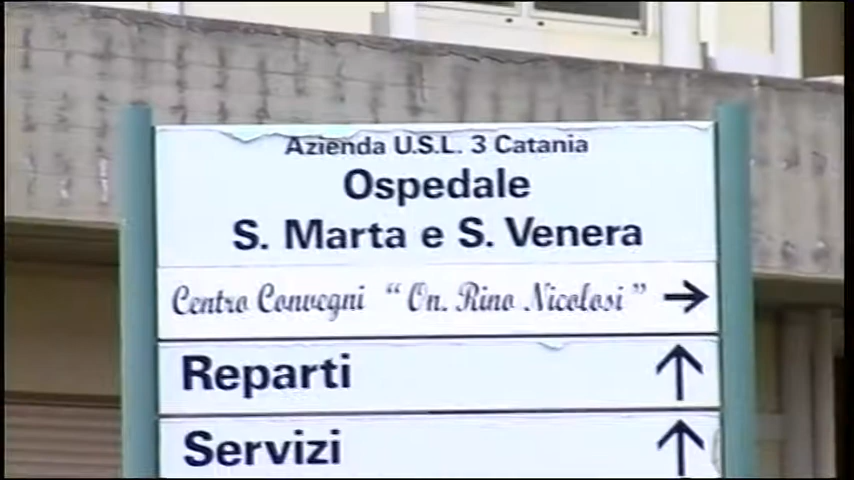 Azienda U.S.L. 3 Catania
Ospedale
S. Marta e S. Venera
Centro Convegni “On. Rino Nicolosi” →
Reparti ↑
Servizi ↑